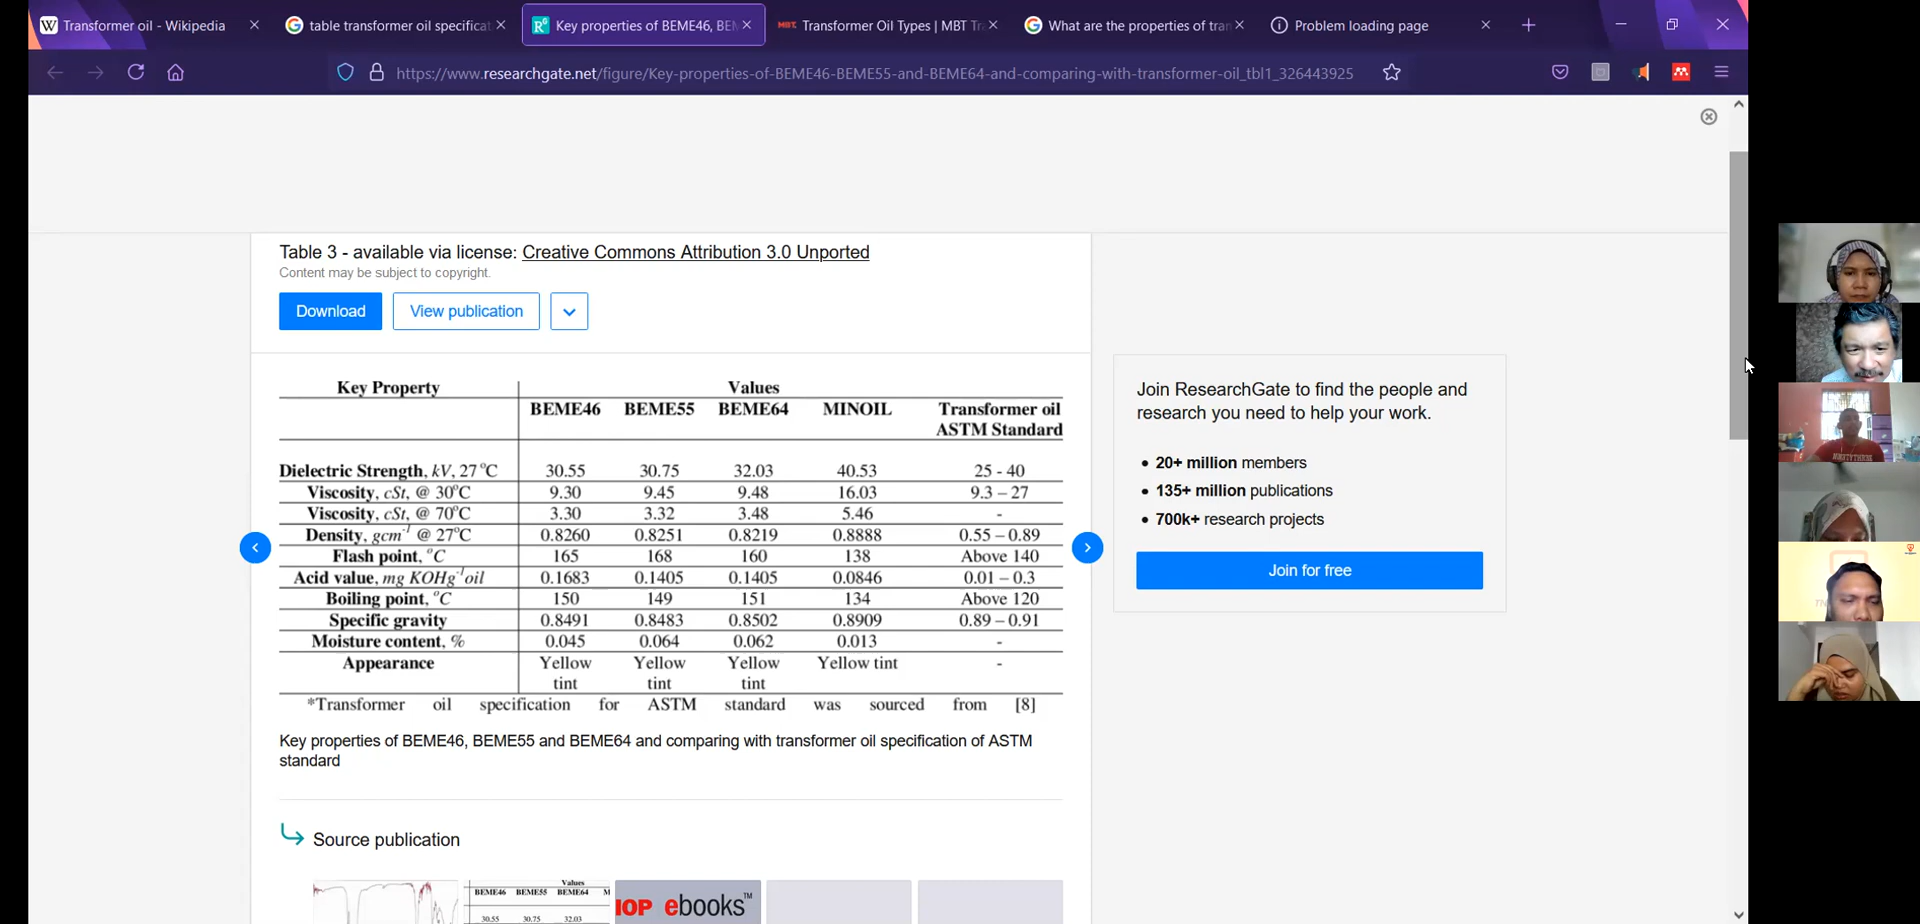 Transformer oil - Wikipedia
table transformer oil specificat
Key properties of BEME46, BEM
MBT Transformer Oil Types | MBT Tr
What are the properties of tran
Problem loading page
https://www.researchgate.net/figure/Key-properties-of-BEME46-BEME55-and-BEME64-and-comparing-with-transformer-oil_tbl1_326443925
Table 3 - available via license: Creative Commons Attribution 3.0 Unported
Content may be subject to copyright.
Download View publication
Key Property Values
BEME46 BEME55 BEME64 MINOIL Transformer oil
ASTM Standard
Dielectric Strength, kV, 27 °C 30.55 30.75 32.03 40.53 25 - 40
Viscosity, cSt, @ 30°C 9.30 9.45 9.48 16.03 9.3 – 27
Viscosity, cSt, @ 70°C 3.30 3.32 3.48 5.46 -
Density, gcm-1 @ 27°C 0.8260 0.8251 0.8219 0.8888 0.55 - 0.89
Flash point, °C 165 168 160 138 Above 140
Acid value, mg KOHg-1oil 0.1683 0.1405 0.1405 0.0846 0.01 – 0.3
Boiling point, °C 150 149 151 134 Above 120
Specific gravity 0.8491 0.8483 0.8502 0.8909 0.89 – 0.91
Moisture content, % 0.045 0.064 0.062 0.013 -
Appearance Yellow Yellow Yellow Yellow tint -
tint tint tint
*Transformer oil specification for ASTM standard was sourced from [8]
Key properties of BEME46, BEME55 and BEME64 and comparing with transformer oil specification of ASTM
standard
Source publication
Values
BEME46 BEME55 BEME64 M
30.55 30.75 32.03
IOP ebooks™
Join ResearchGate to find the people and
research you need to help your work.
• 20+ million members
• 135+ million publications
• 700k+ research projects
Join for free